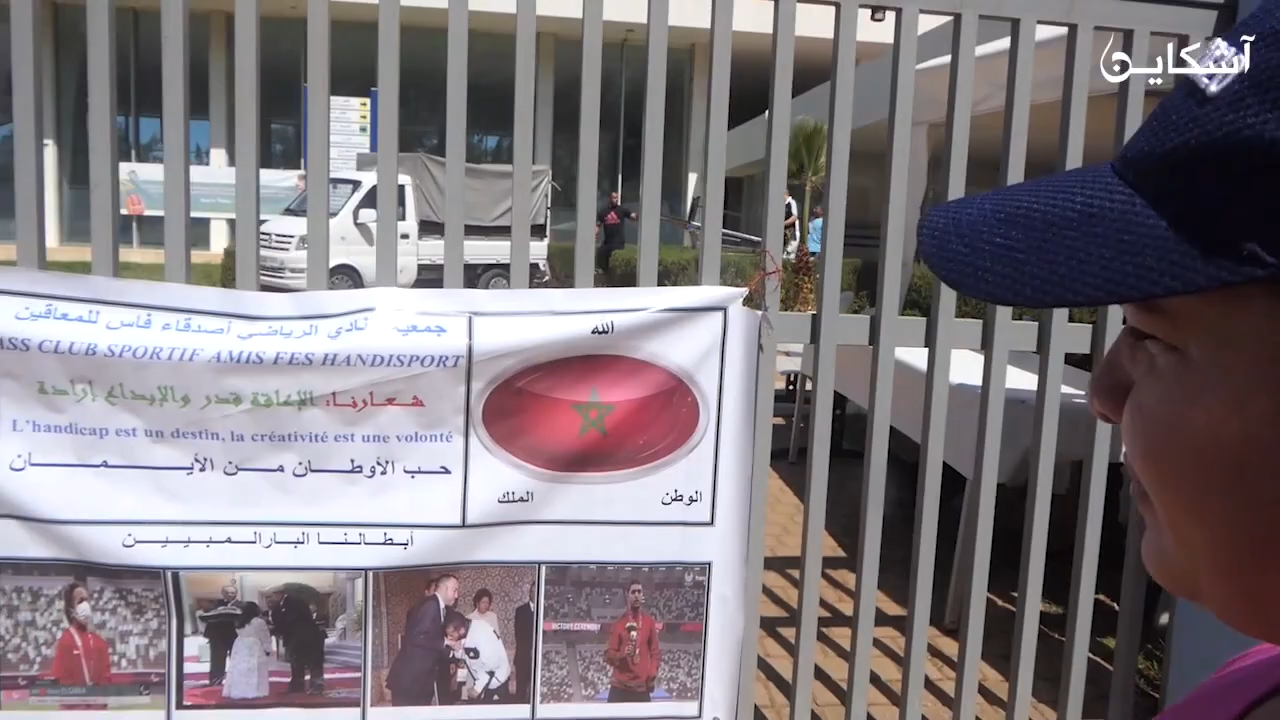 آشكاين
جمعية نادي الرياضي أصدقاء فاس للمعاقين
ASS CLUB SPORTIF AMIS FES HANDISPORT
شعارنا: الإعاقة قدر والإبداع إرادة
L'handicap est un destin, la créativité est une volonté
حب الأوطان من الأيمان
الله
الوطن
الملك
أبطالنا البارالمبيين
VICTORY CEREMONY